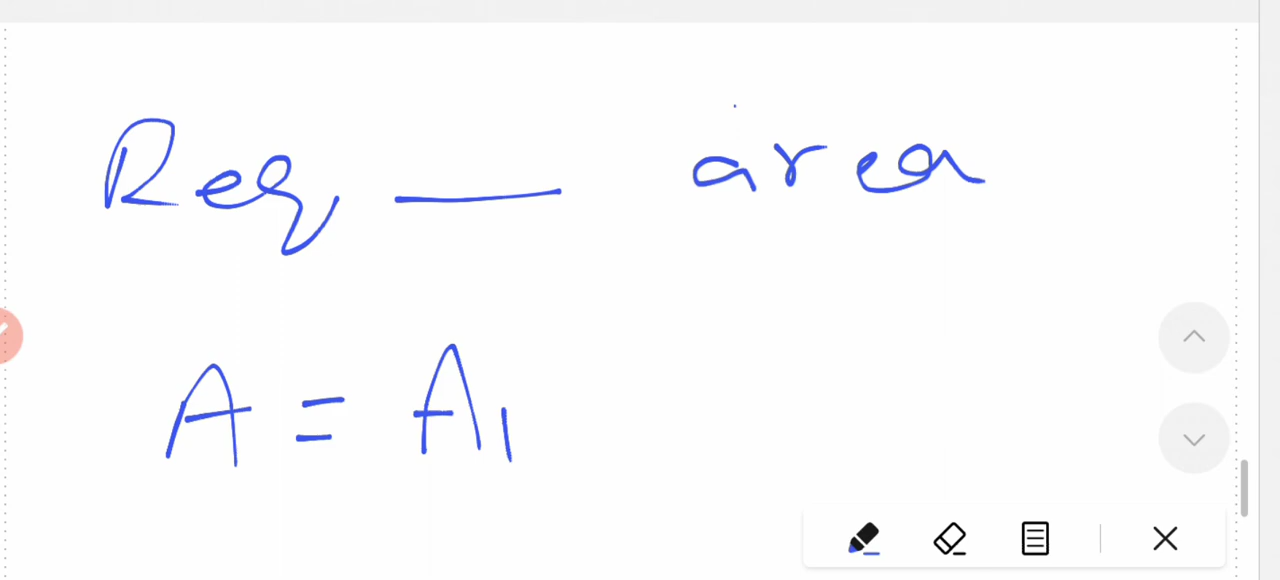 Req — area
A = A1